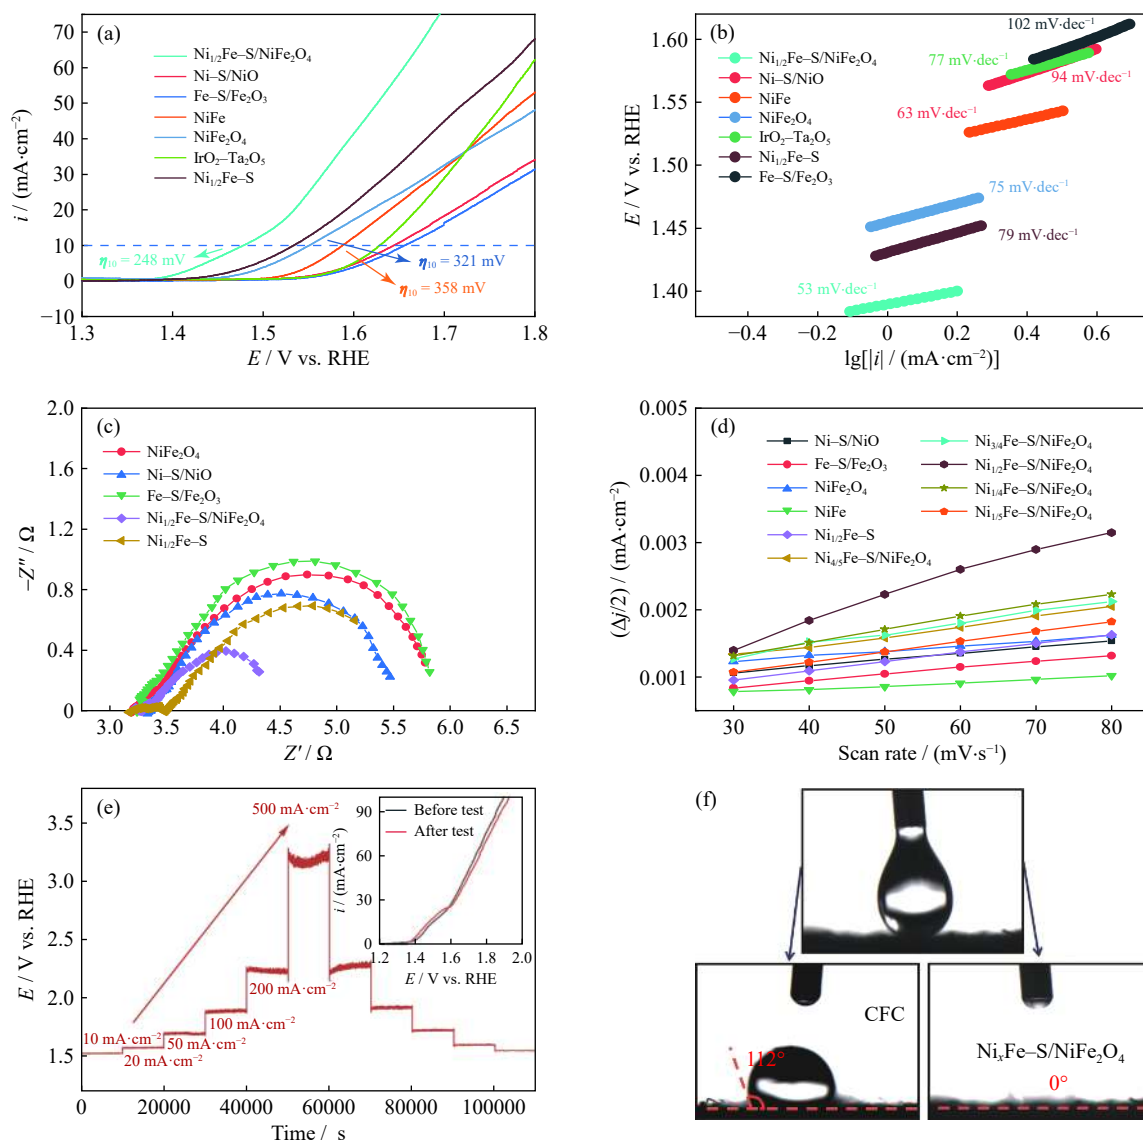 (a)
Ni1/2Fe–S/NiFe2O4
Ni–S/NiO
Fe–S/Fe2O3
NiFe
NiFe2O4
IrO2–Ta2O5
Ni1/2Fe–S
η10 = 248 mV
η10 = 321 mV
η10 = 358 mV
70
60
50
40
30
20
10
0
−10
i / (mA·cm−2)
1.3 1.4 1.5 1.6 1.7 1.8
E / V vs. RHE
(b)
102 mV·dec−1
Ni1/2Fe–S/NiFe2O4
Ni–S/NiO
NiFe
NiFe2O4
IrO2–Ta2O5
Ni1/2Fe–S
Fe–S/Fe2O3
77 mV·dec−1
94 mV·dec−1
63 mV·dec−1
75 mV·dec−1
79 mV·dec−1
53 mV·dec−1
1.60
1.55
1.50
1.45
1.40
E / V vs. RHE
−0.4 −0.2 0 0.2 0.4 0.6
lg[|i| / (mA·cm−2)]
(c)
NiFe2O4
Ni–S/NiO
Fe–S/Fe2O3
Ni1/2Fe–S/NiFe2O4
Ni1/2Fe–S
2.0
1.6
1.2
0.8
0.4
0
−Z″ / Ω
3.0 3.5 4.0 4.5 5.0 5.5 6.0 6.5
Z′ / Ω
(d)
Ni–S/NiO
Fe–S/Fe2O3
NiFe2O4
NiFe
Ni1/2Fe–S
Ni4/5Fe–S/NiFe2O4
Ni3/4Fe–S/NiFe2O4
Ni1/2Fe–S/NiFe2O4
Ni1/4Fe–S/NiFe2O4
Ni1/5Fe–S/NiFe2O4
0.005
0.004
0.003
0.002
0.001
(Δj/2) / (mA·cm−2)
30 40 50 60 70 80
Scan rate / (mV·s−1)
(e)
500 mA·cm−2
200 mA·cm−2
100 mA·cm−2
50 mA·cm−2
10 mA·cm−2
20 mA·cm−2
3.5
3.0
2.5
2.0
1.5
E / V vs. RHE
0 20000 40000 60000 80000 100000
Time / s
Before test
After test
90
60
30
0
i / (mA·cm−2)
1.2 1.4 1.6 1.8 2.0
E / V vs. RHE
(f)
CFC
112°
NixFe–S/NiFe2O4
0°